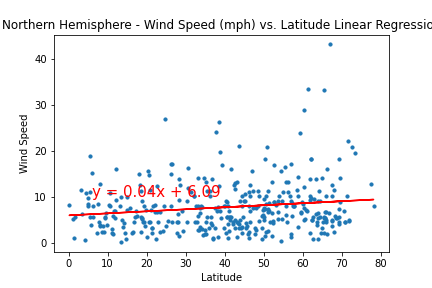 Northern Hemisphere - Wind Speed (mph) vs. Latitude Linear Regressio
40
30
20
10
0
Wind Speed
y = 0.04x + 6.09
0 10 20 30 40 50 60 70 80
Latitude